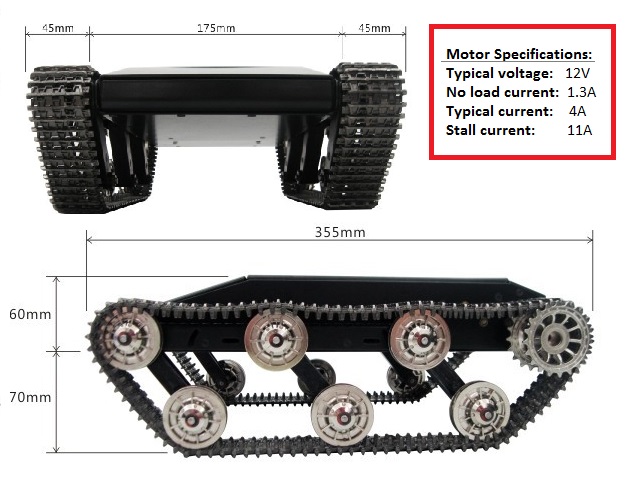 45mm 175mm 45mm
Motor Specifications:
Typical voltage: 12V
No load current: 1.3A
Typical current: 4A
Stall current: 11A
355mm
60mm
70mm